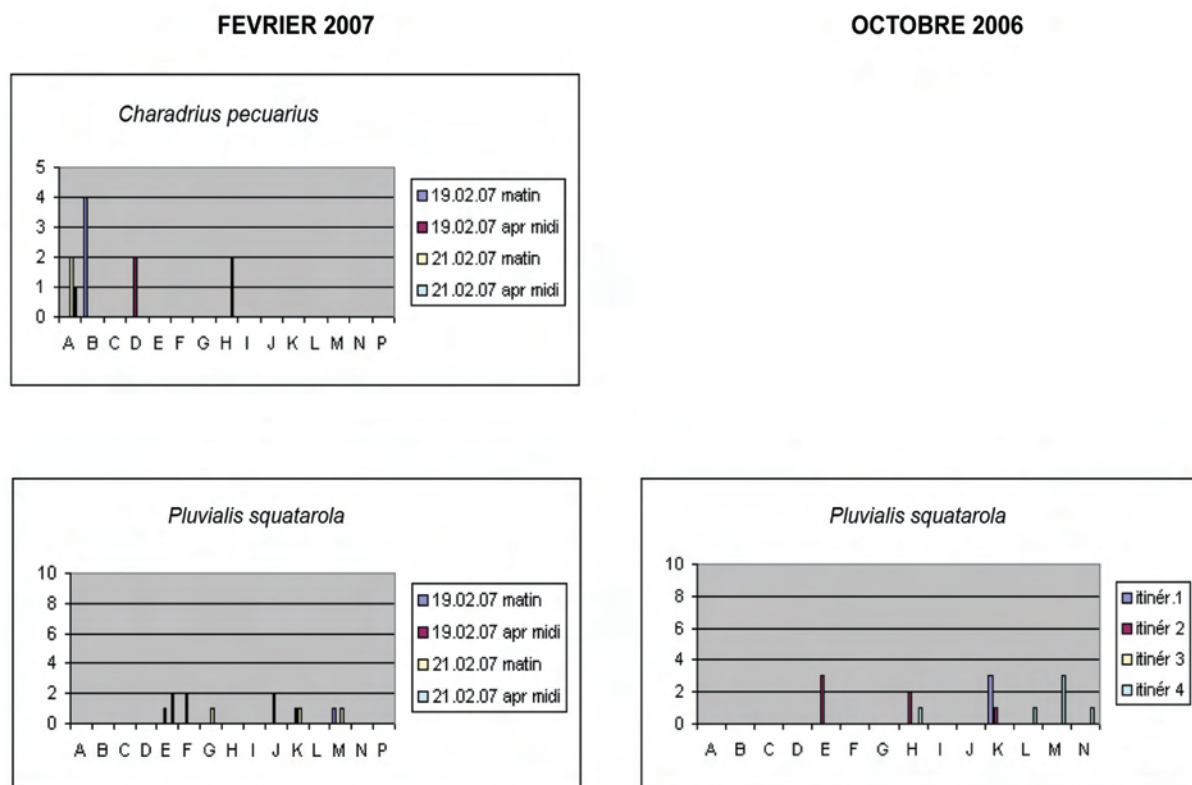 FEVRIER 2007
OCTOBRE 2006
Charadrius pecuarius
5
4
3
2
1
0
A B C D E F G H I J K L M N P
19.02.07 matin
19.02.07 apr midi
21.02.07 matin
21.02.07 apr midi
Pluvialis squatarola
10
8
6
4
2
0
A B C D E F G H I J K L M N P
19.02.07 matin
19.02.07 apr midi
21.02.07 matin
21.02.07 apr midi
Pluvialis squatarola
10
8
6
4
2
0
A B C D E F G H I J K L M N
itinér.1
itinér 2
itinér 3
itinér 4